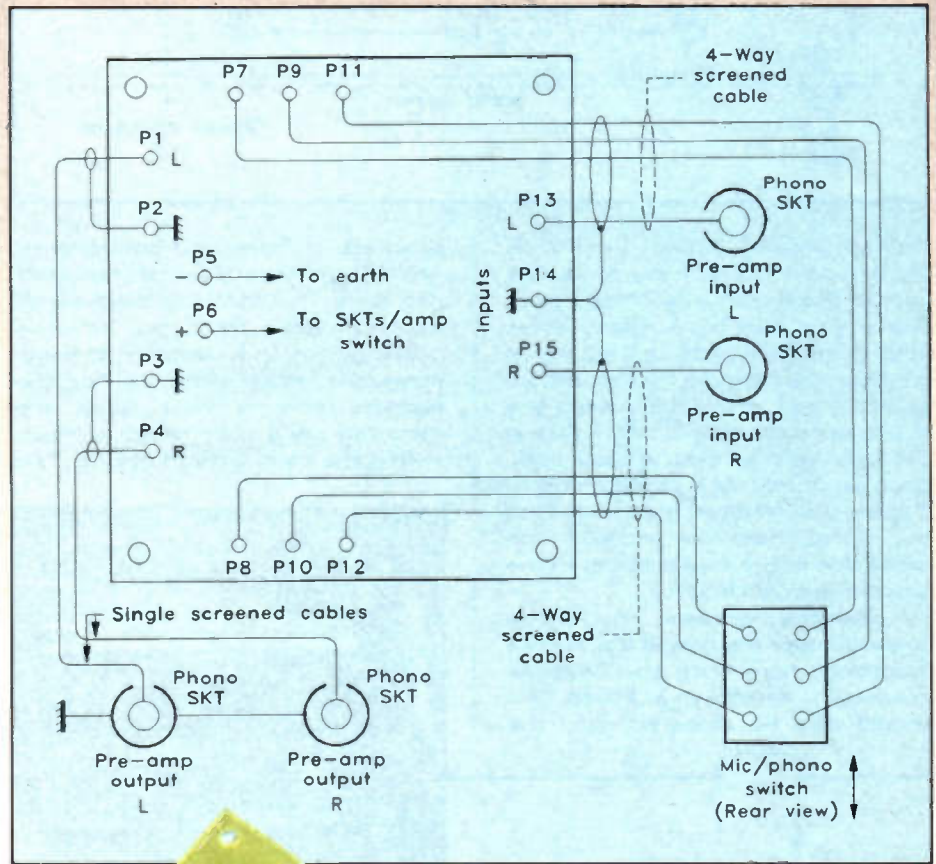 P7 P9 P11
4-Way
screened
cable
P1 L
P2
P5
- To earth
P6
+ To SKTs/amp
switch
P3
P4
R
Inputs
P13
L
P14
P15
R
Phono
SKT
Pre-amp
input
L
Phono
SKT
Pre-amp
input
R
P8 P10 P12
Single screened cables
4-Way
screened
cable
Phono
SKT
Pre-amp
output
L
Phono
SKT
Pre-amp
output
R
Mic/phono
switch
(Rear view)